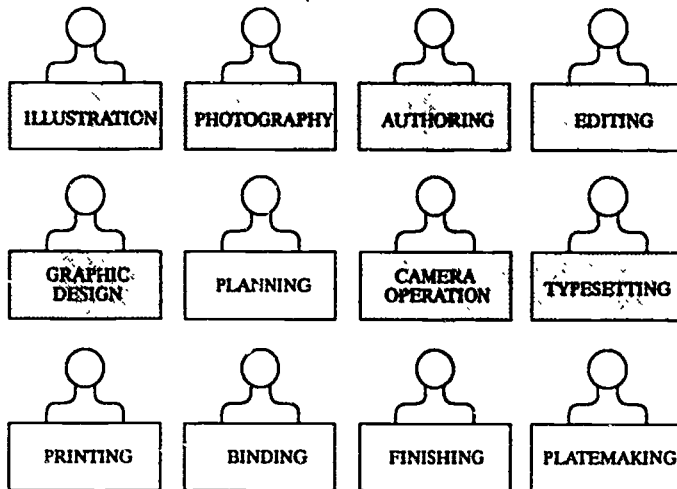 ILLUSTRATION
PHOTOGRAPHY
AUTHORING
EDITING
GRAPHIC
DESIGN
PLANNING
CAMERA
OPERATION
TYPESETTING
PRINTING
BINDING
FINISHING
PLATEMAKING